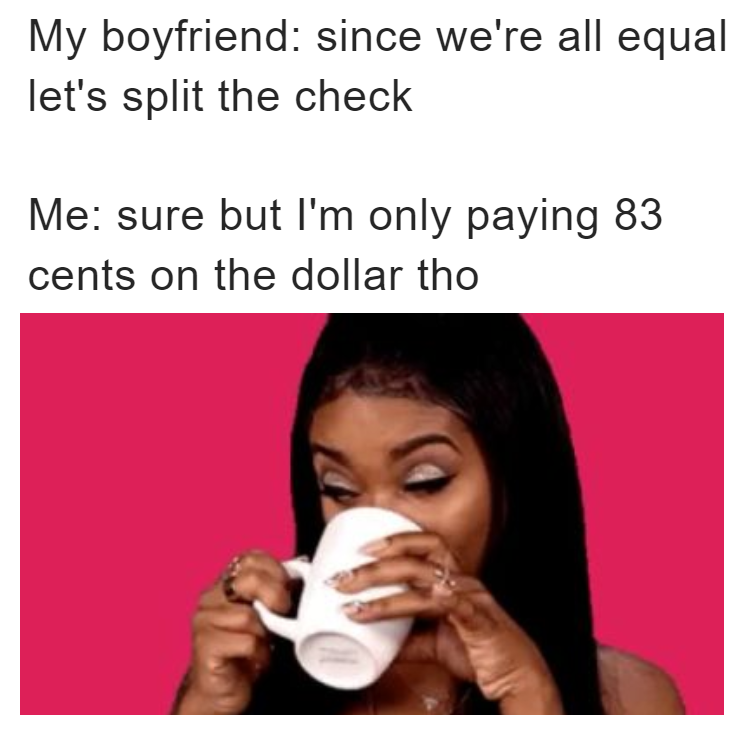 My boyfriend: since we're all equal
let's split the check
Me: sure but I'm only paying 83
cents on the dollar tho